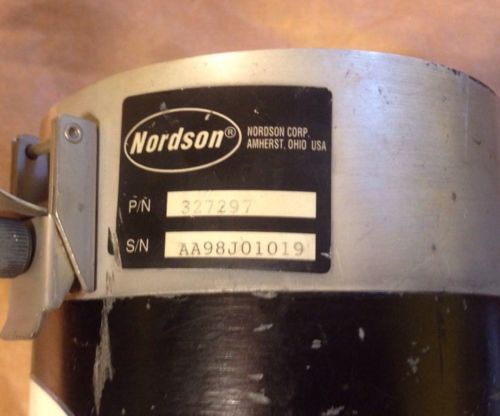 Nordson®
NORDSON CORP.
AMHERST, OHIO USA
P/N 327297
S/N AA98J01019